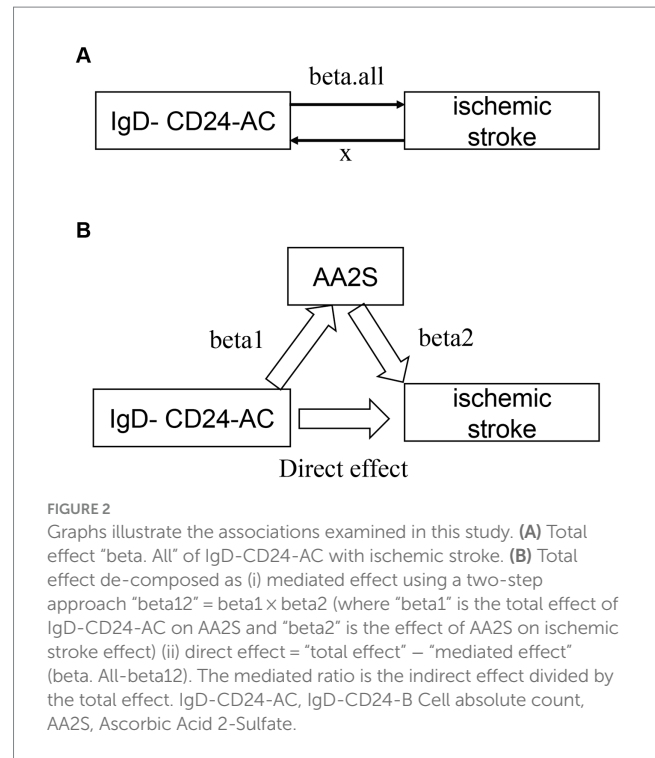 A
beta.all
IgD- CD24-AC
ischemic
stroke
x
B
AA2S
beta1
beta2
IgD- CD24-AC
ischemic
stroke
Direct effect
FIGURE 2
Graphs illustrate the associations examined in this study. (A) Total
effect "beta. All" of IgD-CD24-AC with ischemic stroke. (B) Total
effect de-composed as (i) mediated effect using a two-step
approach "beta12" = beta1 × beta2 (where "beta1" is the total effect of
IgD-CD24-AC on AA2S and "beta2" is the effect of AA2S on ischemic
stroke effect) (ii) direct effect = "total effect" – "mediated effect"
(beta. All-beta12). The mediated ratio is the indirect effect divided by
the total effect. IgD-CD24-AC, IgD-CD24-B Cell absolute count,
AA2S, Ascorbic Acid 2-Sulfate.